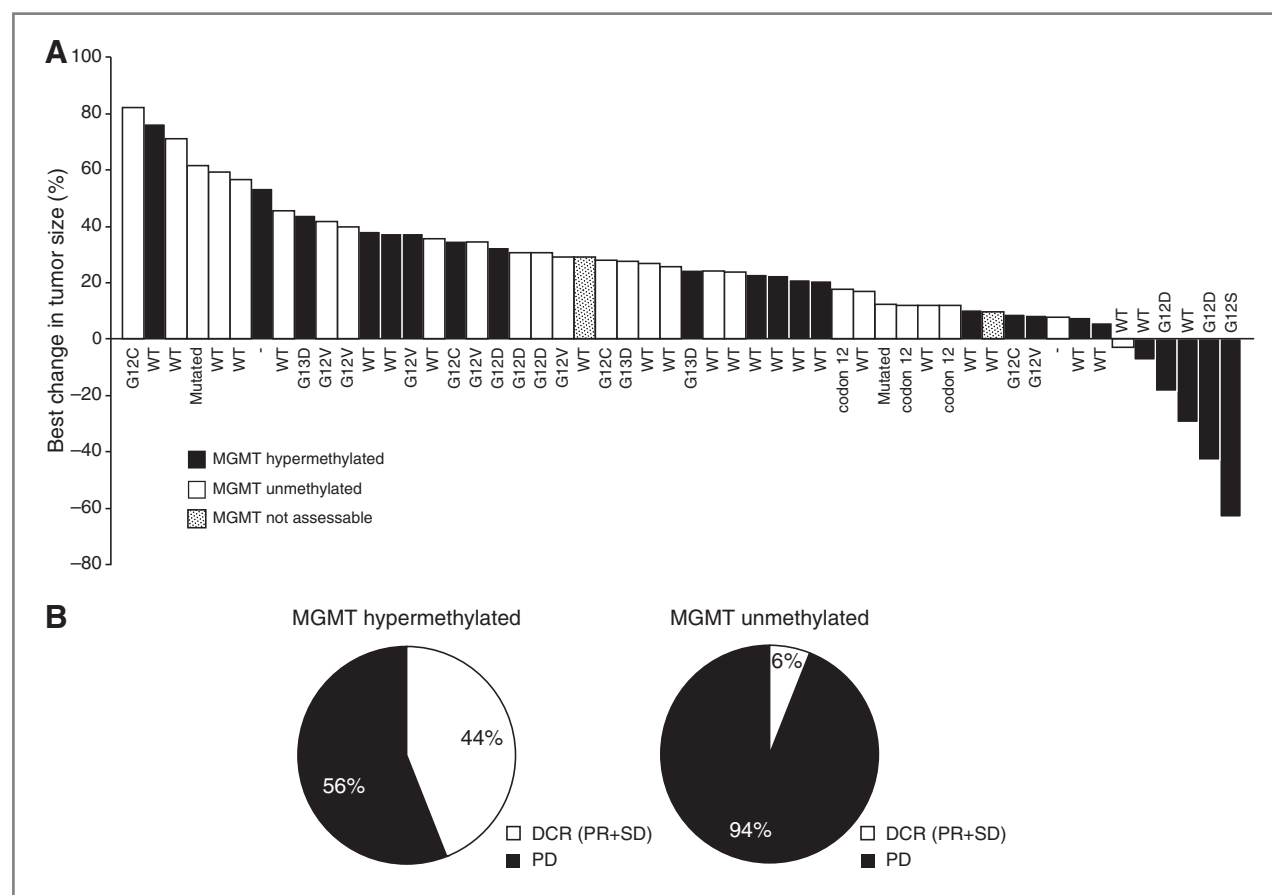 A
Best change in tumor size (%)
100
80
60
40
20
0
–20
–40
–60
–80
G12C
WT
WT
Mutated
WT
WT
-
WT
G13D
G12V
G12V
WT
WT
G12V
WT
G12C
G12V
G12D
G12D
G12D
G12V
WT
G12C
G13D
WT
WT
G13D
WT
WT
WT
WT
WT
WT
codon 12
WT
Mutated
codon 12
WT
codon 12
WT
WT
G12C
G12V
-
WT
WT
WT
WT
G12D
WT
G12D
G12S
MGMT hypermethylated
MGMT unmethylated
MGMT not assessable
B
MGMT hypermethylated
44%
56%
DCR (PR+SD)
PD
MGMT unmethylated
6%
94%
DCR (PR+SD)
PD